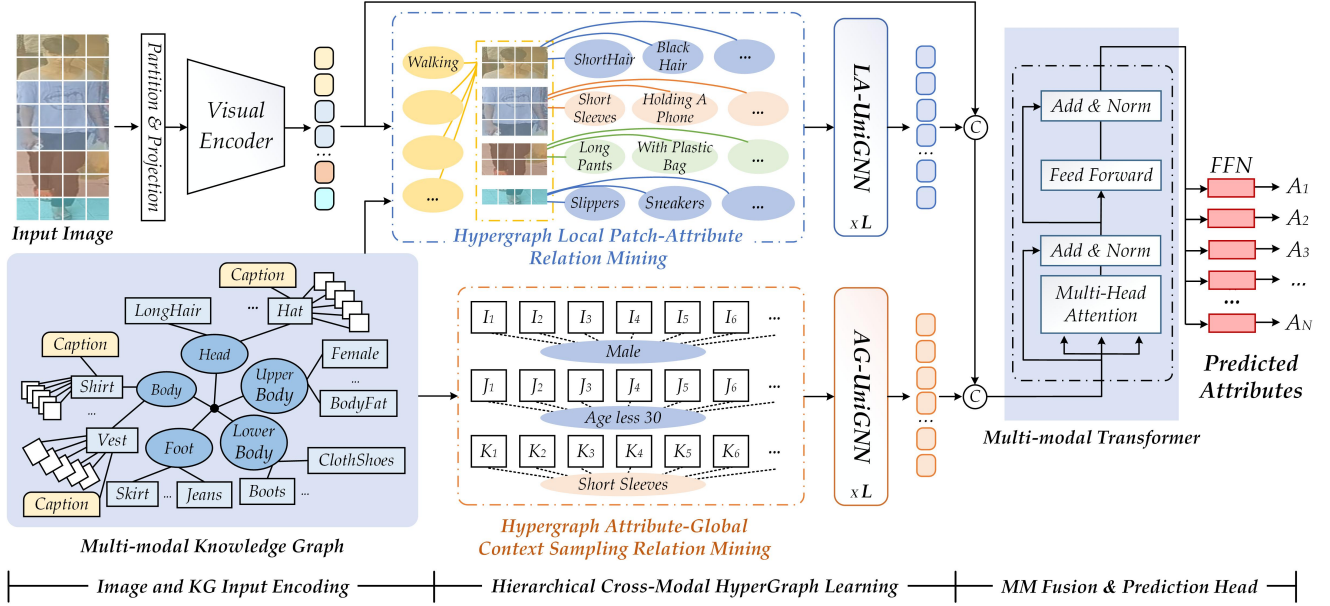 Input Image
Partition & Projection
Visual
Encoder
...
Walking
...
ShortHair
Black
Hair
...
Short
Sleeves
Holding A
Phone
...
Long
Pants
With Plastic
Bag
...
Slippers
Sneakers
...
Hypergraph Local Patch-Attribute
Relation Mining
LA-UniGNN
x L
...
C
Caption
LongHair
...
Hat
Caption
Head
Female
Shirt
Body
Upper
Body
...
...
BodyFat
Vest
Foot
Lower
Body
ClothShoes
Caption
Skirt
...
Jeans
Boots
...
Multi-modal Knowledge Graph
I1
I2
I3
I4
I5
I6
...
Male
J1
J2
J3
J4
J5
J6
...
Age less 30
K1
K2
K3
K4
K5
K6
...
Short Sleeves
Hypergraph Attribute-Global
Context Sampling Relation Mining
AG-UniGNN
x L
...
C
Add & Norm
Feed Forward
Add & Norm
Multi-Head
Attention
Multi-modal Transformer
FFN
A1
A2
A3
...
...
AN
Predicted
Attributes
Image and KG Input Encoding
Hierarchical Cross-Modal HyperGraph Learning
MM Fusion & Prediction Head